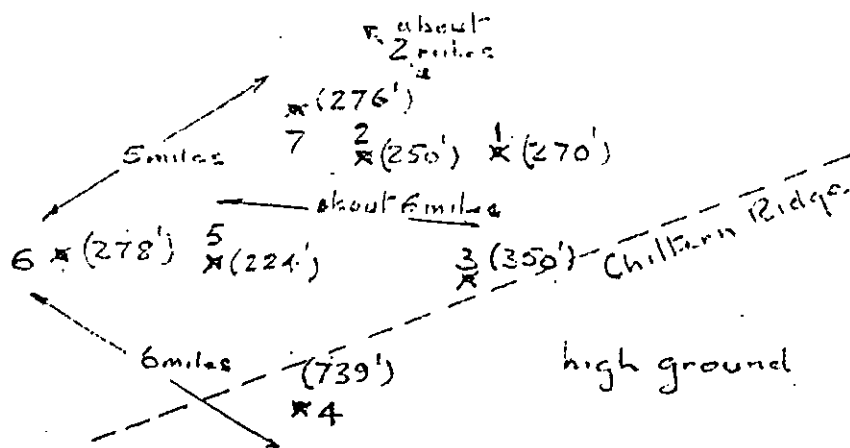 about
2 miles
(276')
7 2 (250') 1 (270')
5 miles
about 6 miles
6 (278') 5 (224') 3 (350') Chiltern Ridge
6 miles
(739')
4
high ground